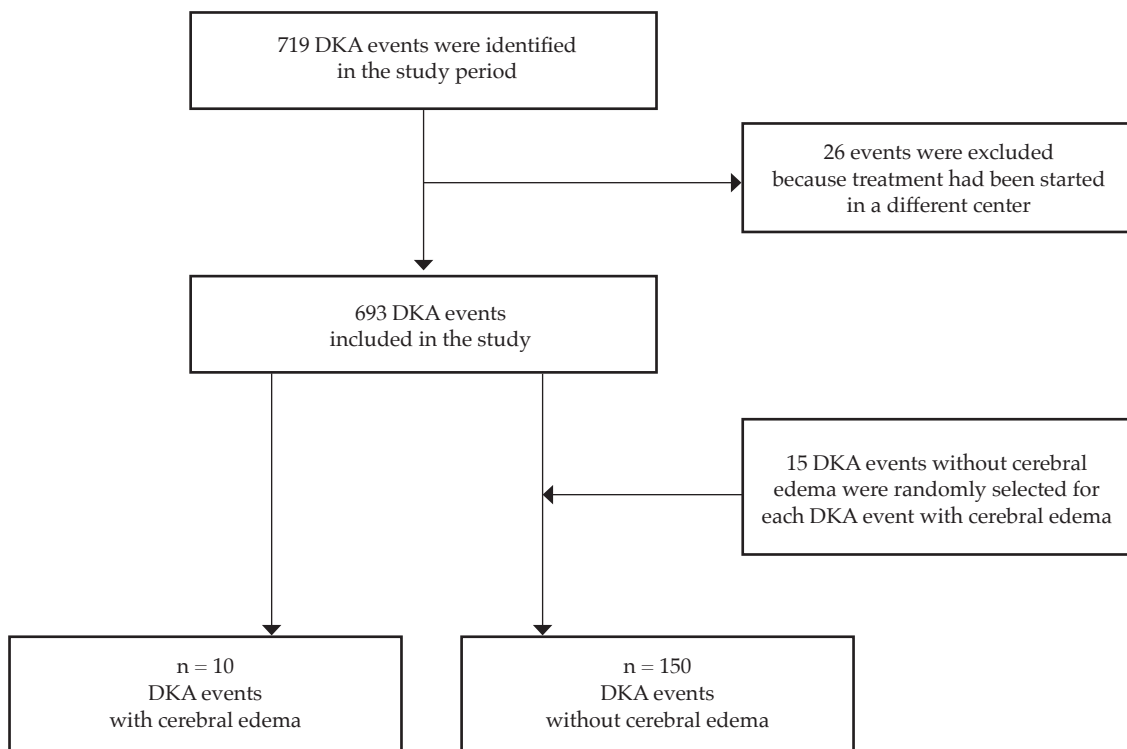 719 DKA events were identified
in the study period
26 events were excluded
because treatment had been started
in a different center
693 DKA events
included in the study
15 DKA events without cerebral
edema were randomly selected for
each DKA event with cerebral edema
n = 10
DKA events
with cerebral edema
n = 150
DKA events
without cerebral edema